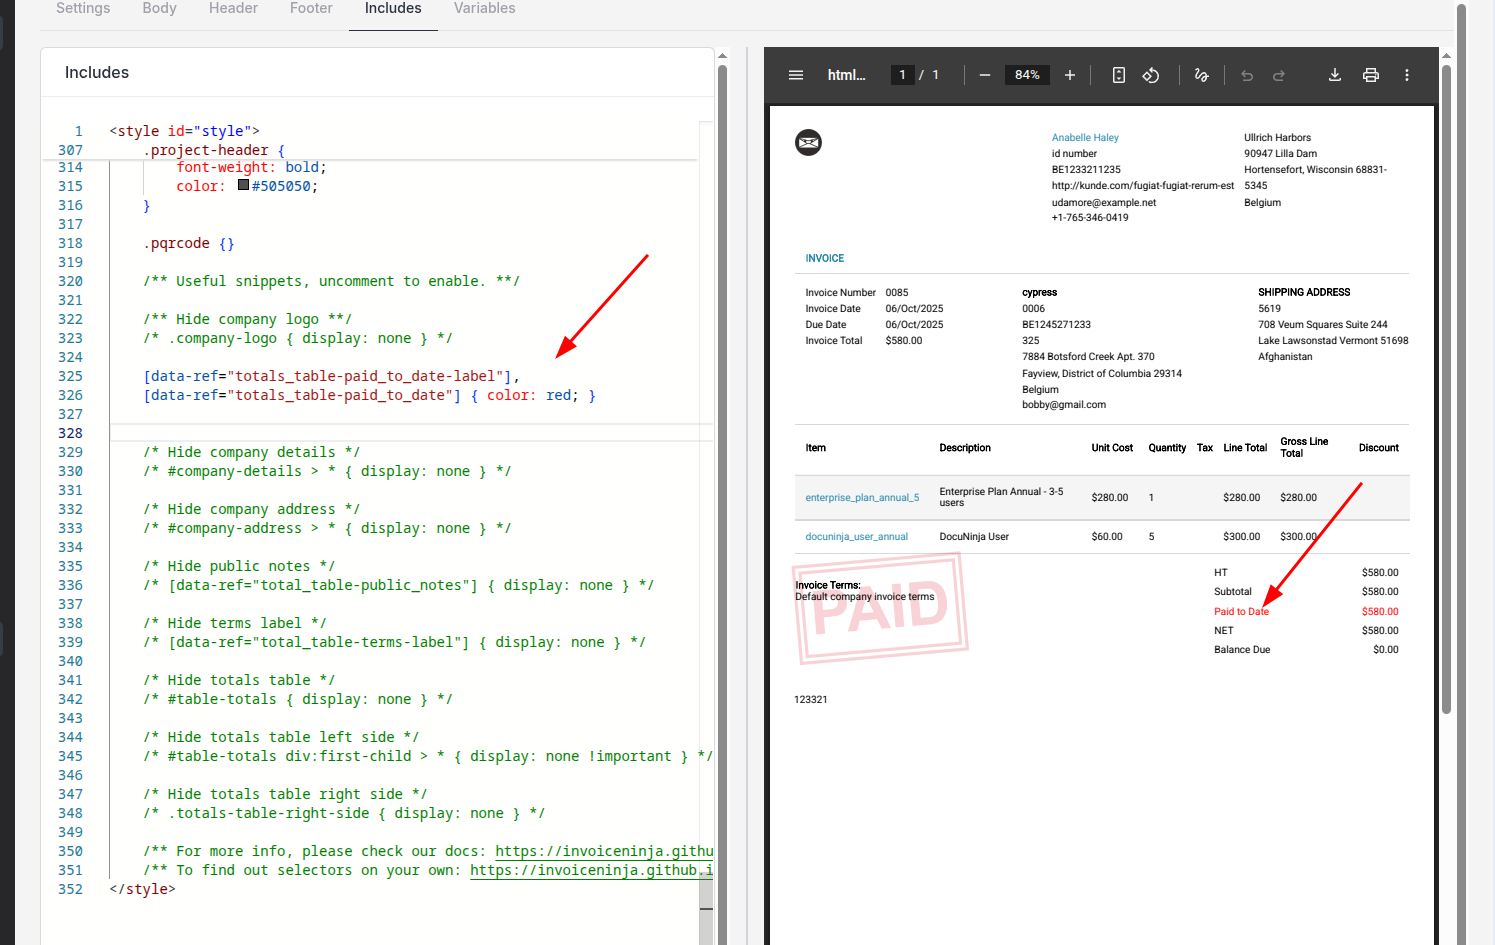 Settings Body Header Footer Includes Variables
Includes
1 <style id="style">
307 .project-header {
314 font-weight: bold;
315 color: #505050;
316 }
317
318 .pqrcode {}
319
320 /** Useful snippets, uncomment to enable. **/
321
322 /** Hide company logo **/
323 /* .company-logo { display: none } */
324
325 [data-ref="totals_table-paid_to_date-label"],
326 [data-ref="totals_table-paid_to_date"] { color: red; }
327
328
329 /* Hide company details */
330 /* #company-details > * { display: none } */
331
332 /* Hide company address */
333 /* #company-address > * { display: none } */
334
335 /* Hide public notes */
336 /* [data-ref="total_table-public_notes"] { display: none } */
337
338 /* Hide terms label */
339 /* [data-ref="total_table-terms-label"] { display: none } */
340
341 /* Hide totals table */
342 /* #table-totals { display: none } */
343
344 /* Hide totals table left side */
345 /* #table-totals div:first-child > * { display: none !important } */
346
347 /* Hide totals table right side */
348 /* .totals-table-right-side { display: none } */
349
350 /** For more info, please check our docs: https://invoiceninja.githu
351 /** To find out selectors on your own: https://invoiceninja.github.i
352 </style>
html... 1 / 1 − 84% +
Anabelle Haley
id number
BE1233211235
http://kunde.com/fugiat-fugiat-rerum-est
udamore@example.net
+1-765-346-0419
Ullrich Harbors
90947 Lilla Dam
Hortensefort, Wisconsin 68831-
5345
Belgium
INVOICE
Invoice Number 0085
Invoice Date 06/Oct/2025
Due Date 06/Oct/2025
Invoice Total $580.00
cypress
0006
BE1245271233
325
7884 Botsford Creek Apt. 370
Fayview, District of Columbia 29314
Belgium
bobby@gmail.com
SHIPPING ADDRESS
5619
708 Veum Squares Suite 244
Lake Lawsonstad Vermont 51698
Afghanistan
Item Description Unit Cost Quantity Tax Line Total Gross Line Total Discount
enterprise_plan_annual_5 Enterprise Plan Annual - 3-5 users $280.00 1 $280.00 $280.00
docuninja_user_annual DocuNinja User $60.00 5 $300.00 $300.00
Invoice Terms:
Default company invoice terms
PAID
HT $580.00
Subtotal $580.00
Paid to Date $580.00
NET $580.00
Balance Due $0.00
123321